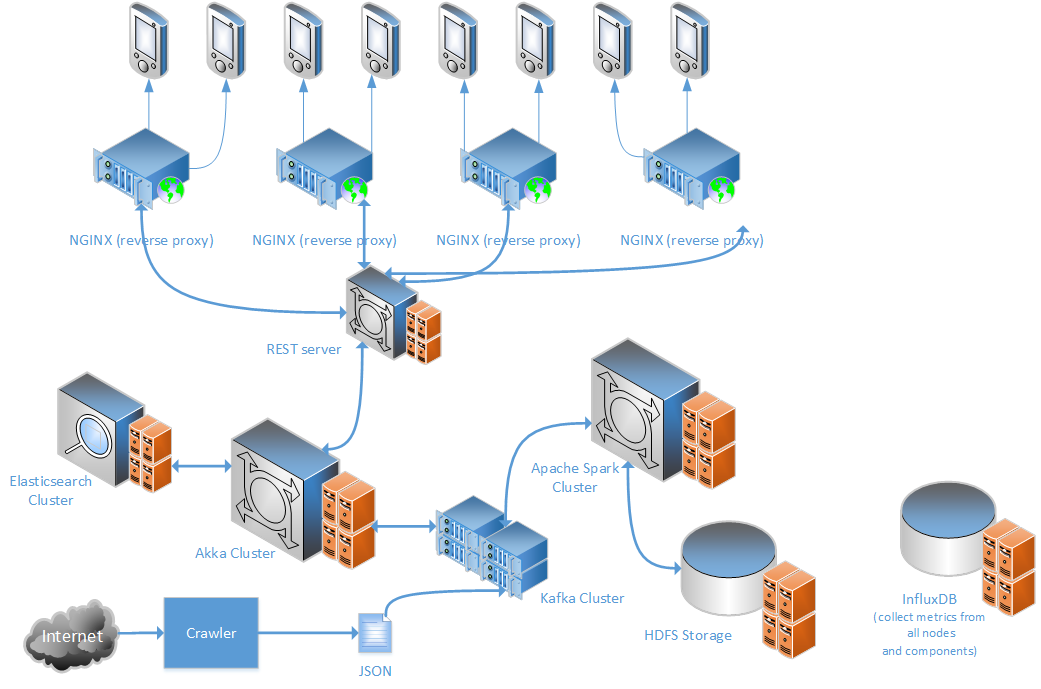 NGINX (reverse proxy)
NGINX (reverse proxy)
NGINX (reverse proxy)
NGINX (reverse proxy)
REST server
Elasticsearch
Cluster
Akka Cluster
Apache Spark
Cluster
Kafka Cluster
HDFS Storage
InfluxDB
(collect metrics from
all nodes
and components)
Internet
Crawler
JSON